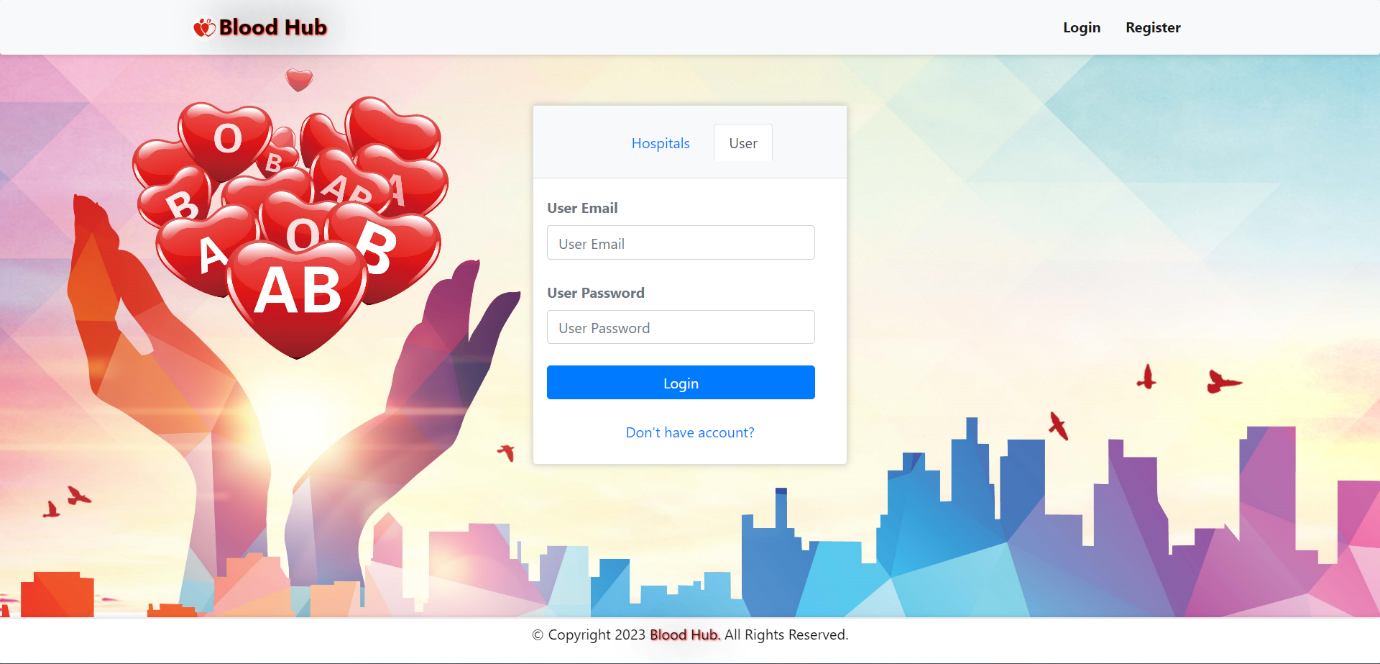 Blood Hub
Login Register
O
B
B
AB
A
A
O
B
AB
Hospitals User
User Email
User Email
User Password
User Password
Login
Don't have account?
© Copyright 2023 Blood Hub. All Rights Reserved.